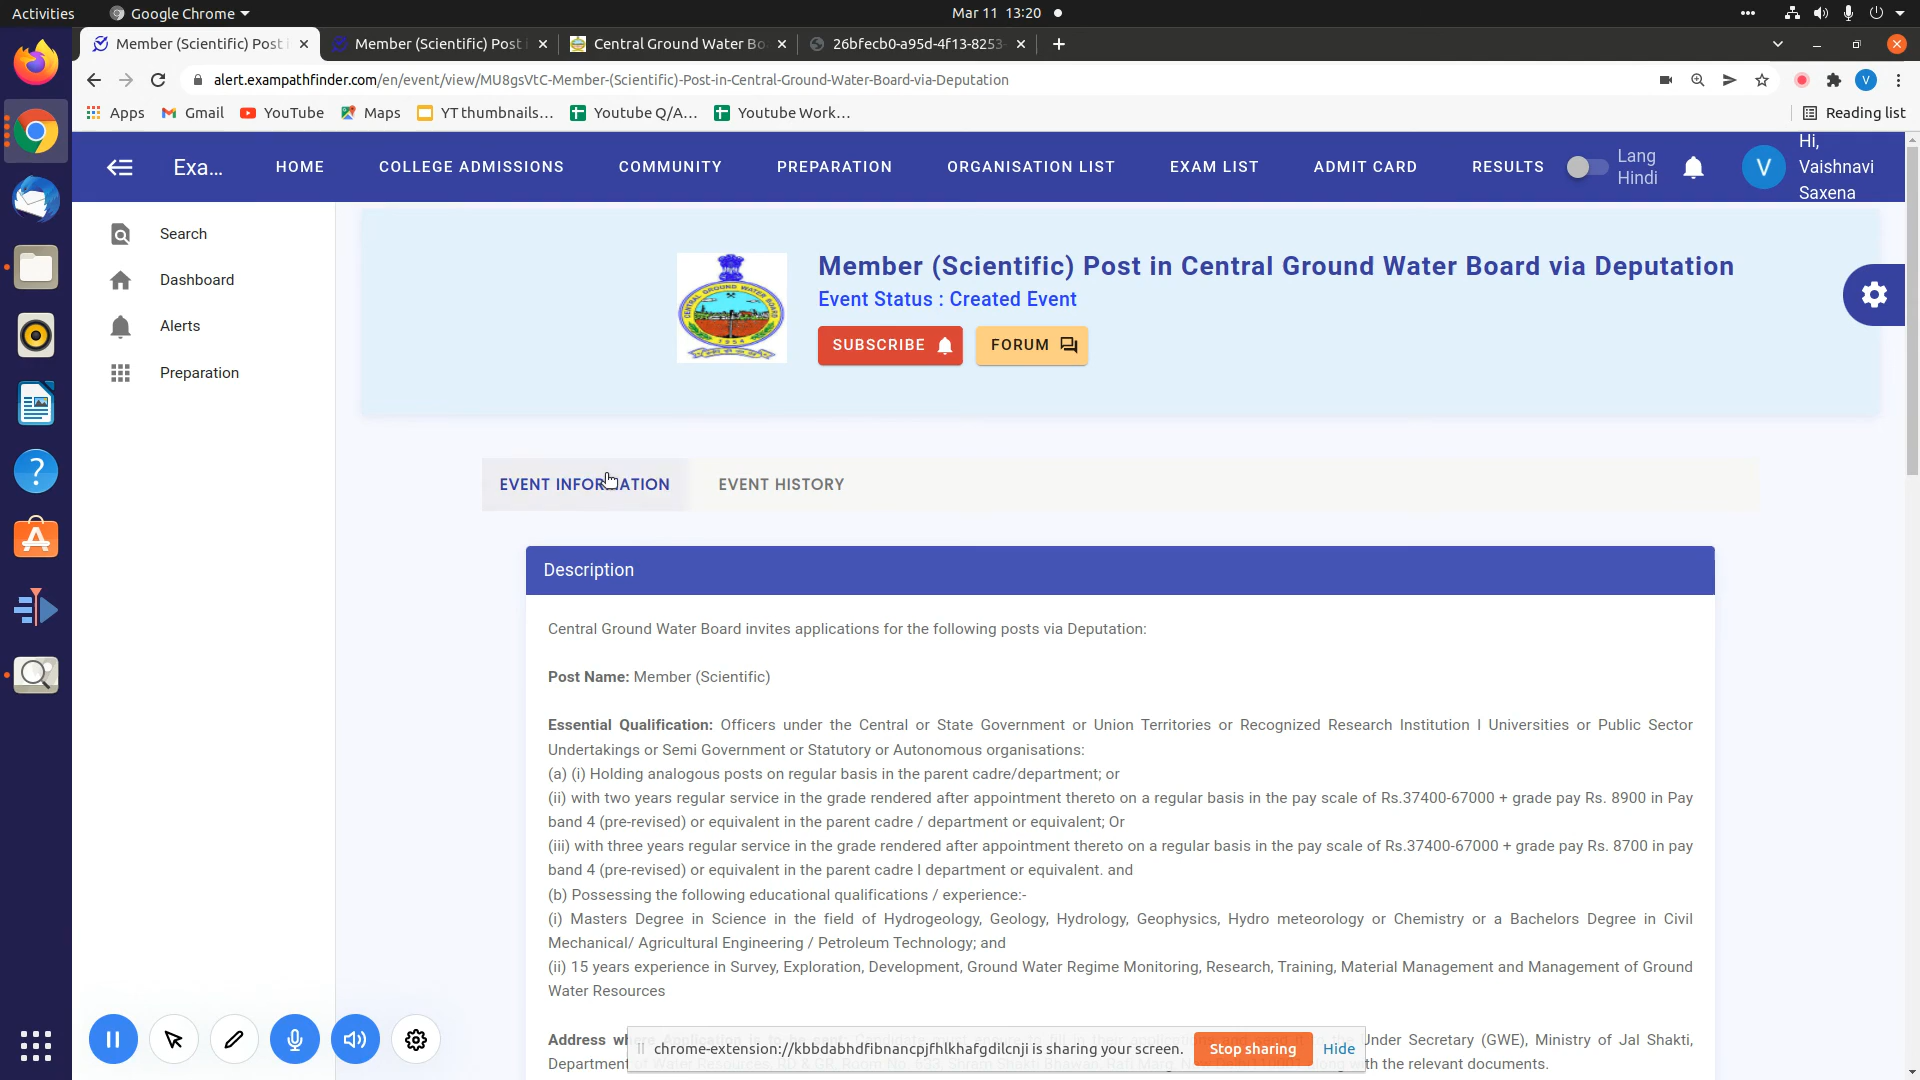 Activities
Google Chrome
Mar 11 13:20
Member (Scientific) Post
Member (Scientific) Post
Central Ground Water Bo
26bfecb0-a95d-4f13-8253
alert.exampathfinder.com/en/event/view/MU8gsVtC-Member-(Scientific)-Post-in-Central-Ground-Water-Board-via-Deputation
Apps
Gmail
YouTube
Maps
YT thumbnails...
Youtube Q/A...
Youtube Work...
Reading list
Exa...
HOME
COLLEGE ADMISSIONS
COMMUNITY
PREPARATION
ORGANISATION LIST
EXAM LIST
ADMIT CARD
RESULTS
Lang
Hindi
V
Hi,
Vaishnavi
Saxena
Search
Dashboard
Alerts
Preparation
CENTRAL GROUND WATER BOARD
1954
Member (Scientific) Post in Central Ground Water Board via Deputation
Event Status : Created Event
SUBSCRIBE
FORUM
EVENT INFORMATION
EVENT HISTORY
Description
Central Ground Water Board invites applications for the following posts via Deputation:
Post Name: Member (Scientific)
Essential Qualification: Officers under the Central or State Government or Union Territories or Recognized Research Institution I Universities or Public Sector
Undertakings or Semi Government or Statutory or Autonomous organisations:
(a) (i) Holding analogous posts on regular basis in the parent cadre/department; or
(ii) with two years regular service in the grade rendered after appointment thereto on a regular basis in the pay scale of Rs.37400-67000 + grade pay Rs. 8900 in Pay
band 4 (pre-revised) or equivalent in the parent cadre / department or equivalent; Or
(iii) with three years regular service in the grade rendered after appointment thereto on a regular basis in the pay scale of Rs.37400-67000 + grade pay Rs. 8700 in pay
band 4 (pre-revised) or equivalent in the parent cadre I department or equivalent. and
(b) Possessing the following educational qualifications / experience:-
(i) Masters Degree in Science in the field of Hydrogeology, Geology, Hydrology, Geophysics, Hydro meteorology or Chemistry or a Bachelors Degree in Civil
Mechanical/ Agricultural Engineering / Petroleum Technology; and
(ii) 15 years experience in Survey, Exploration, Development, Ground Water Regime Monitoring, Research, Training, Material Management and Management of Ground
Water Resources
Address
Under Secretary (GWE), Ministry of Jal Shakti,
Department
with the relevant documents.
chrome-extension://kbbdabhdfibnancpjfhlkhafgdilcnji is sharing your screen.
Stop sharing
Hide